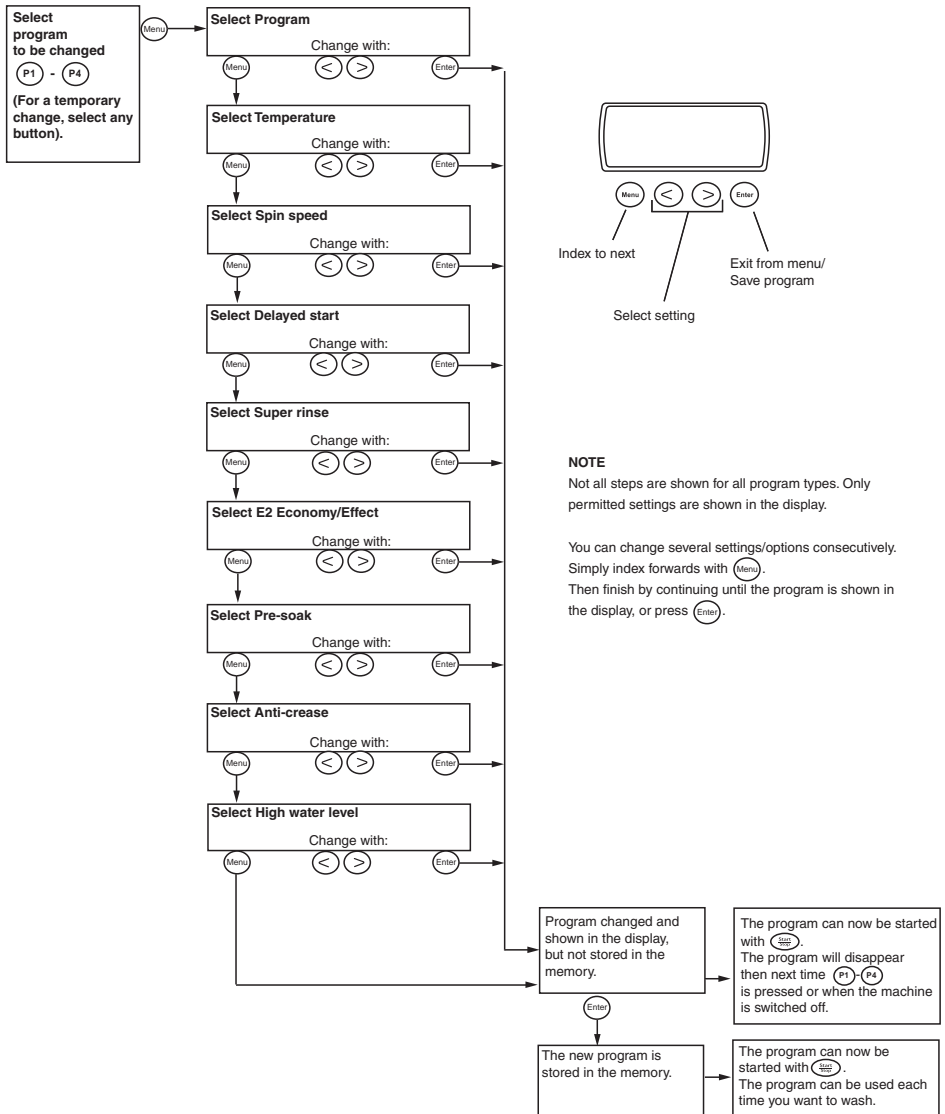 Select
program
to be changed
P1 - P4
(For a temporary
change, select any
button).
Menu
Select Program
Change with:
Menu < > Enter
Select Temperature
Change with:
Menu < > Enter
Select Spin speed
Change with:
Menu < > Enter
Select Delayed start
Change with:
Menu < > Enter
Select Super rinse
Change with:
Menu < > Enter
Select E2 Economy/Effect
Change with:
Menu < > Enter
Select Pre-soak
Change with:
Menu < > Enter
Select Anti-crease
Change with:
Menu < > Enter
Select High water level
Change with:
Menu < > Enter
Menu < > Enter
Index to next
Exit from menu/
Save program
Select setting
NOTE
Not all steps are shown for all program types. Only
permitted settings are shown in the display.
You can change several settings/options consecutively.
Simply index forwards with Menu.
Then finish by continuing until the program is shown in
the display, or press Enter.
Program changed and
shown in the display,
but not stored in the
memory.
The program can now be started
with Start Stop.
The program will disappear
then next time P1-P4
is pressed or when the machine
is switched off.
Enter
The new program is
stored in the memory.
The program can now be
started with Start Stop.
The program can be used each
time you want to wash.